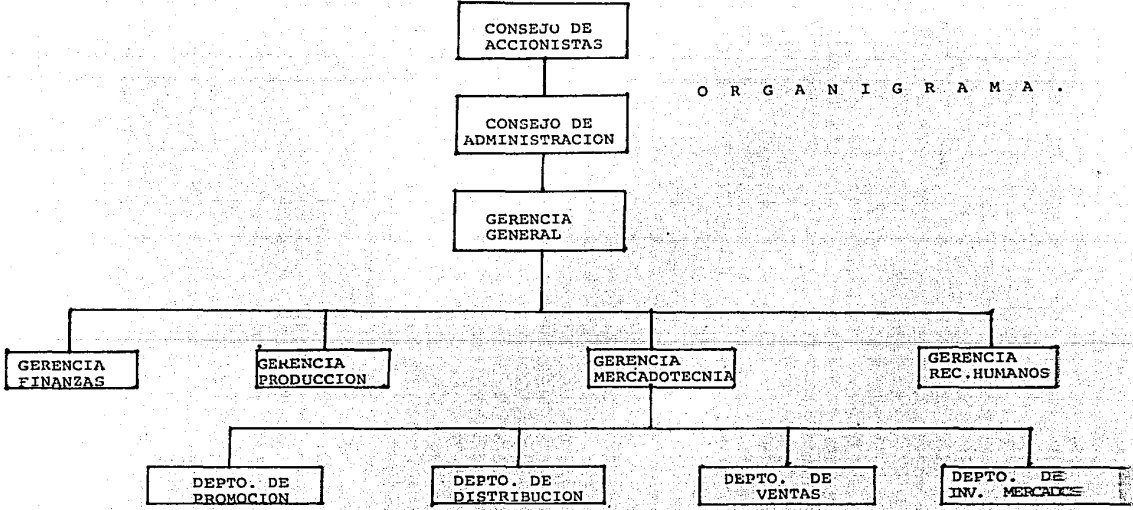 CONSEJO DE
ACCIONISTAS
O R G A N I G R A M A .
CONSEJO DE
ADMINISTRACION
GERENCIA
GENERAL
GERENCIA
FINANZAS
GERENCIA
PRODUCCION
GERENCIA
MERCADOTECNIA
GERENCIA
REC.HUMANOS
DEPTO. DE
PROMOCION
DEPTO. DE
DISTRIBUCION
DEPTO. DE
VENTAS
DEPTO. DE
INV. MERCADOS